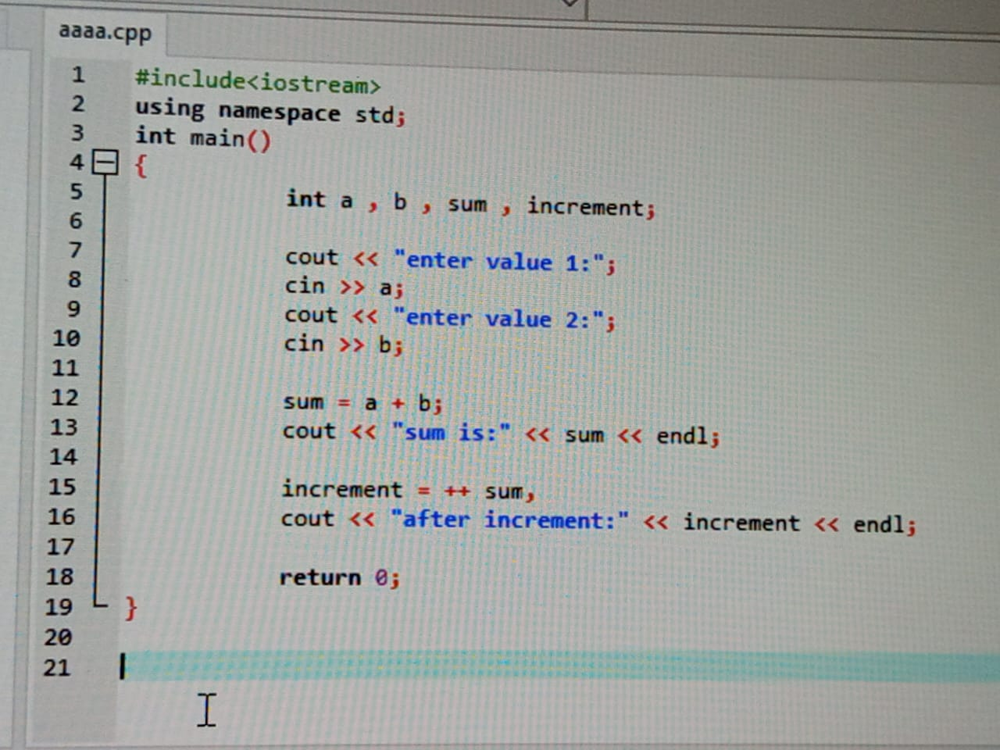 aaaa.cpp
1 #include<iostream>
2 using namespace std;
3 int main()
4 {
5 int a , b , sum , increment;
6
7 cout << "enter value 1:";
8 cin >> a;
9 cout << "enter value 2:";
10 cin >> b;
11
12 sum = a + b;
13 cout << "sum is:" << sum << endl;
14
15 increment = ++ sum,
16 cout << "after increment:" << increment << endl;
17
18 return 0;
19 }
20
21